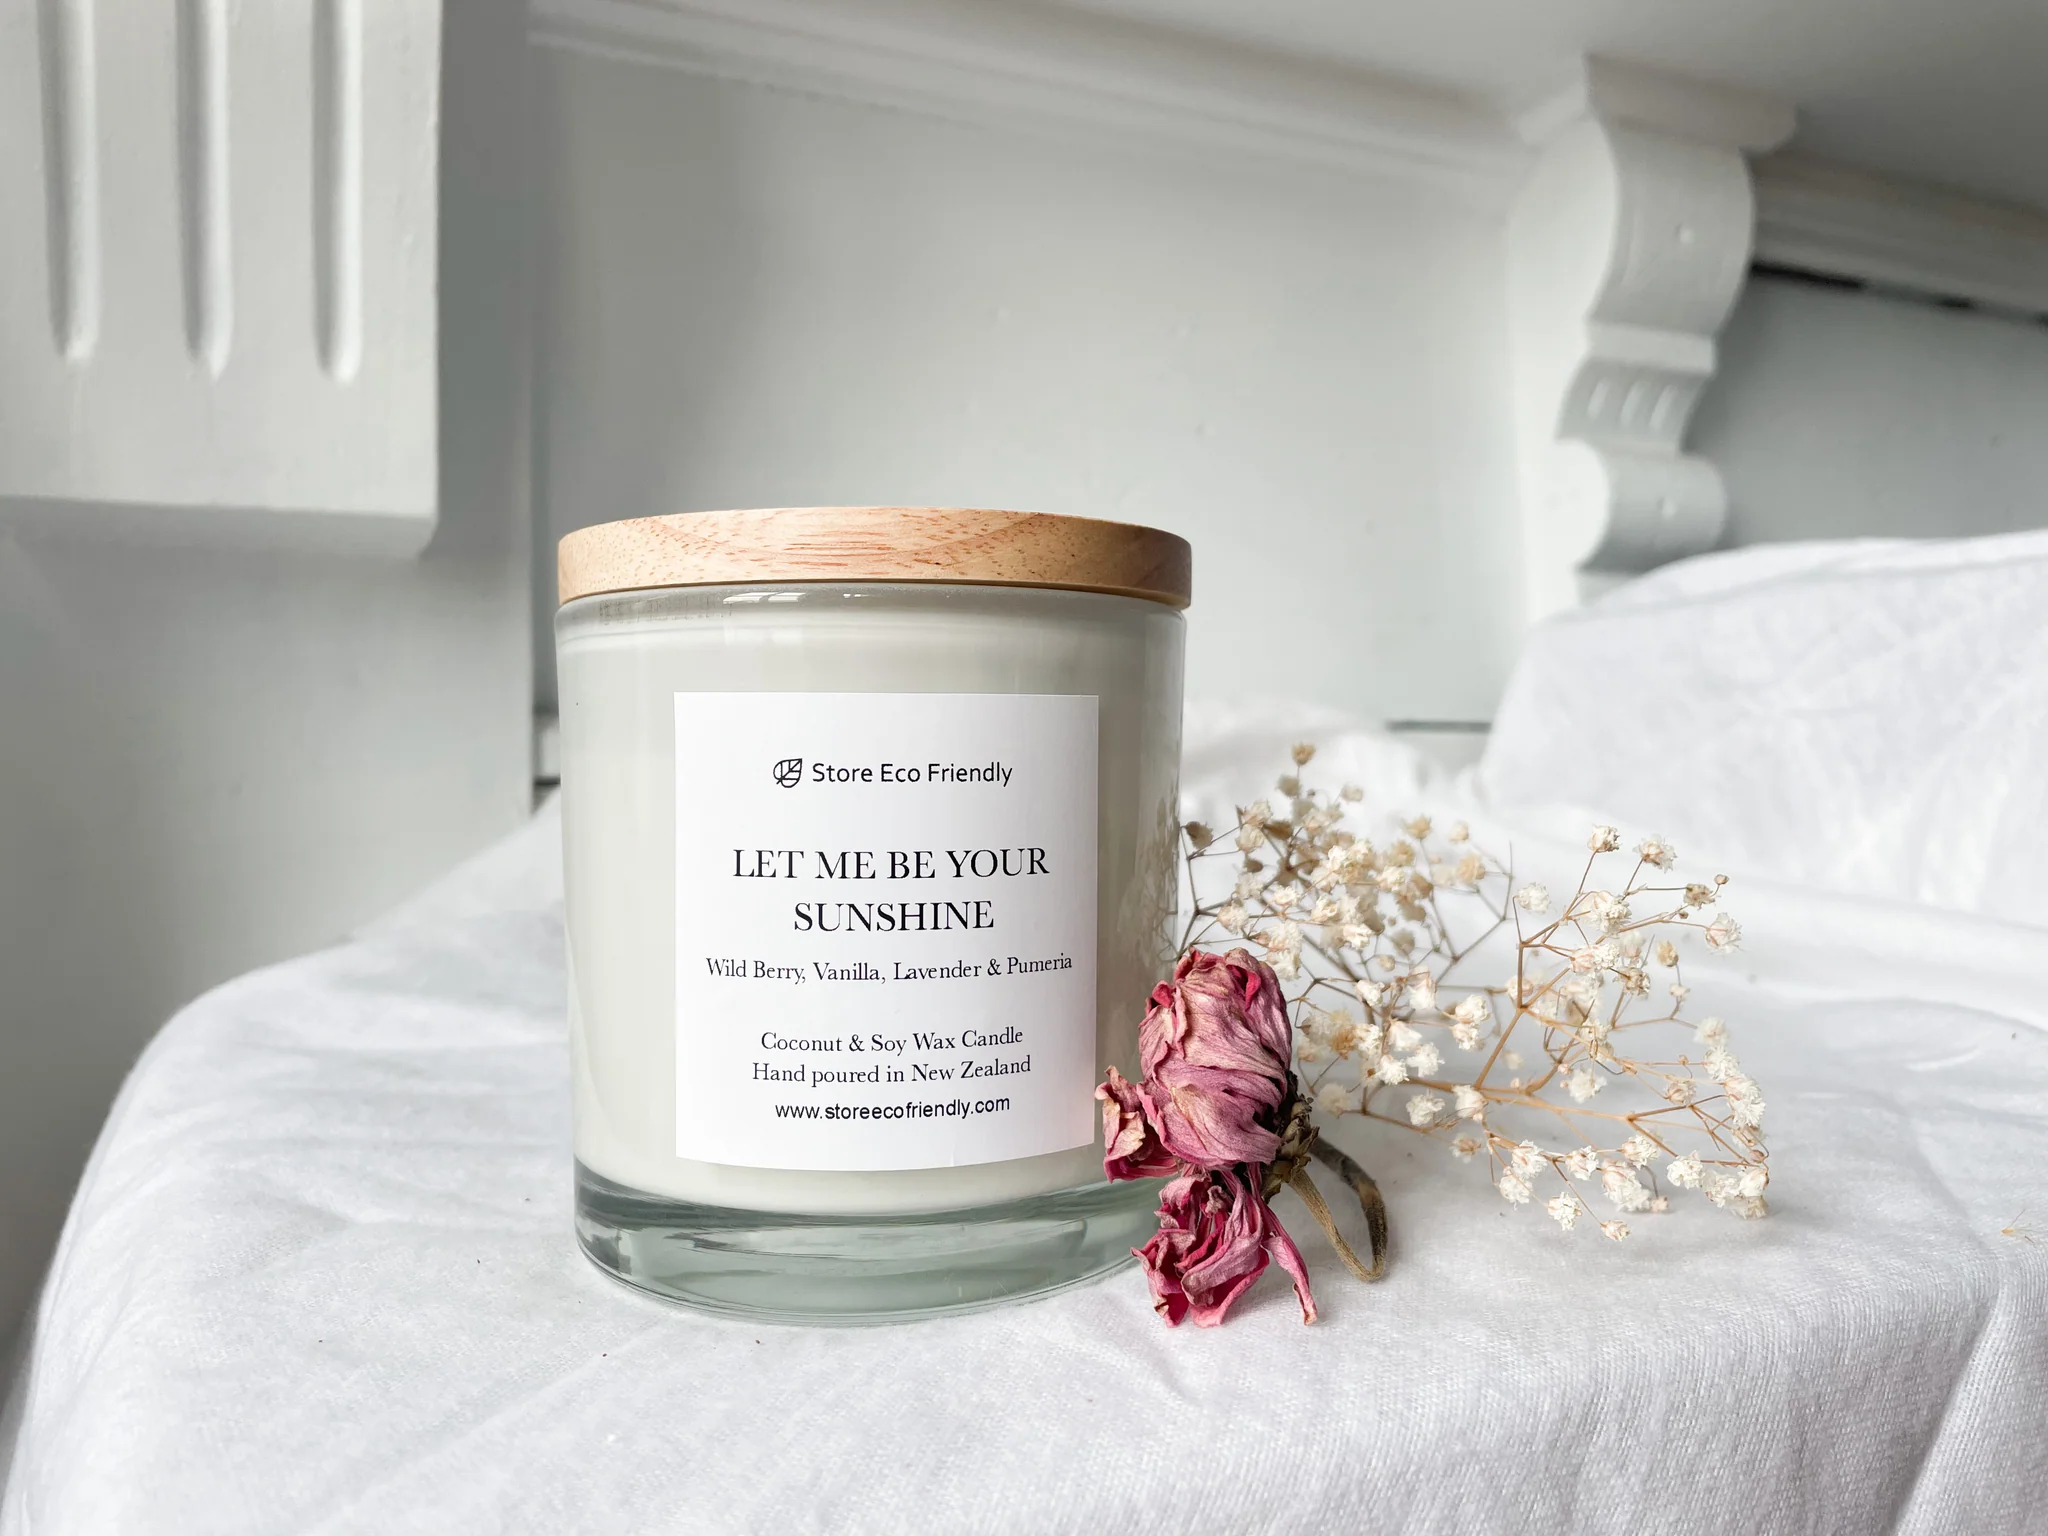 Store Eco Friendly
LET ME BE YOUR
SUNSHINE
Wild Berry, Vanilla, Lavender & Pumeria
Coconut & Soy Wax Candle
Hand poured in New Zealand
www.storeecofriendly.com